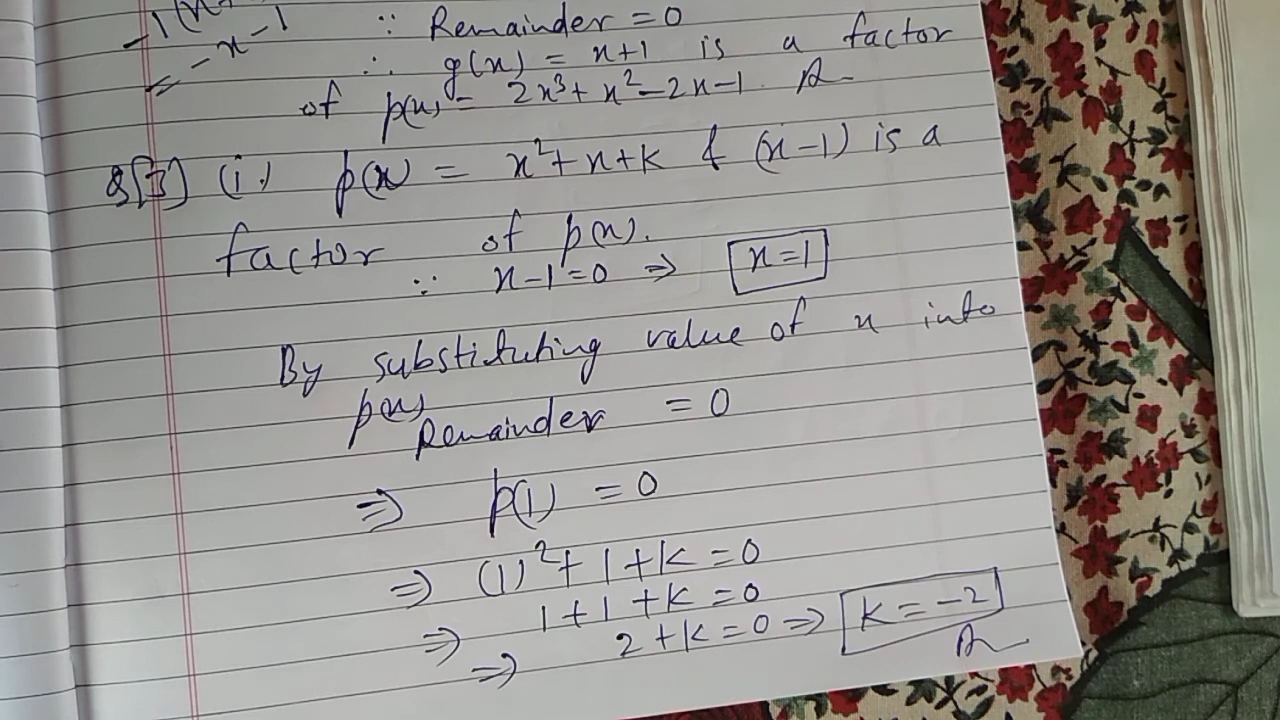 -1(x
- x - 1 ∵ Remainder = 0
∴ g(x) = x+1 is a factor
of p(x) = 2x³ + x² - 2x - 1.
Q[3] (i) p(x) = x² + x + k & (x-1) is a
factor of p(x).
∵ x - 1 = 0 ⇒ x = 1
By substituting value of x into
p(x)
Remainder = 0
⇒ p(1) = 0
⇒ (1)² + 1 + k = 0
⇒ 1 + 1 + k = 0
⇒ 2 + k = 0 ⇒ k = -2